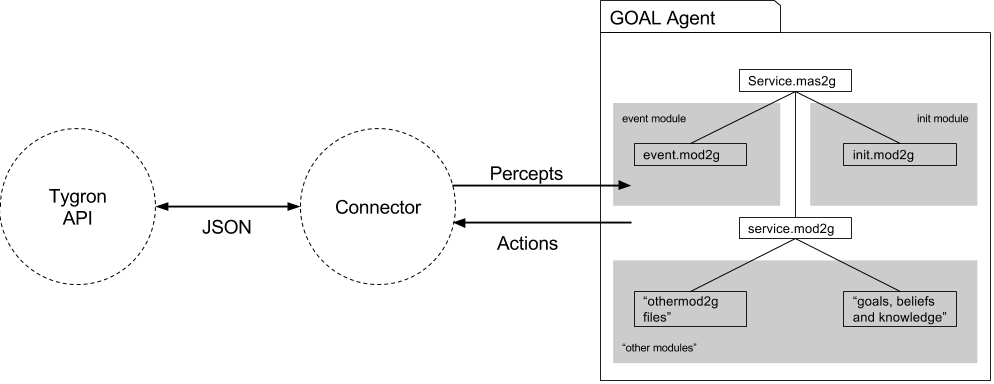 GOAL Agent
Service.mas2g
event module
init module
event.mod2g
init.mod2g
Tygron
API
JSON
Connector
Percepts
Actions
service.mod2g
“othermod2g
files”
“goals, beliefs
and knowledge”
“other modules”